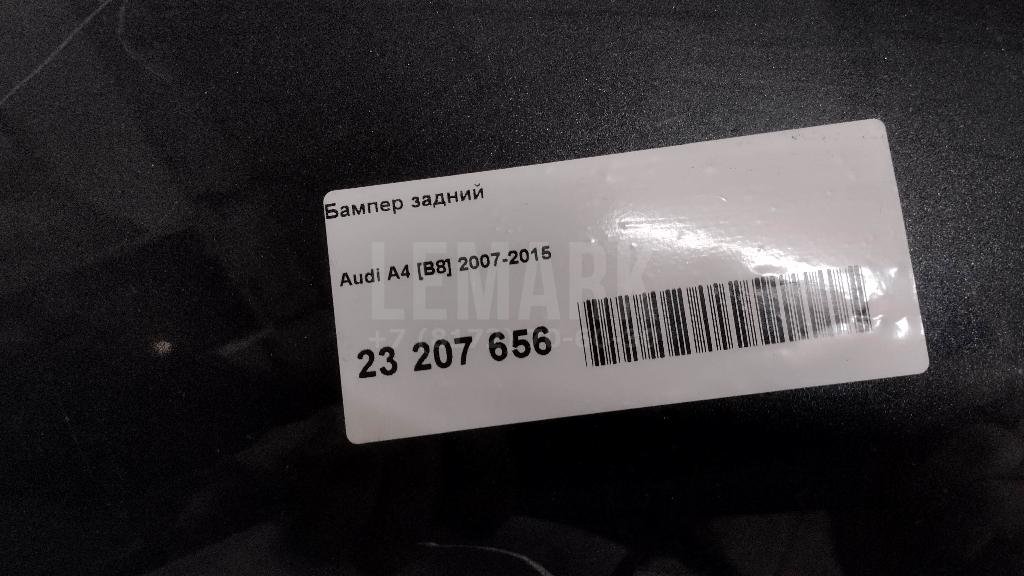 Бампер задний
Audi A4 [B8] 2007-2015
LEMARK
23 207 656